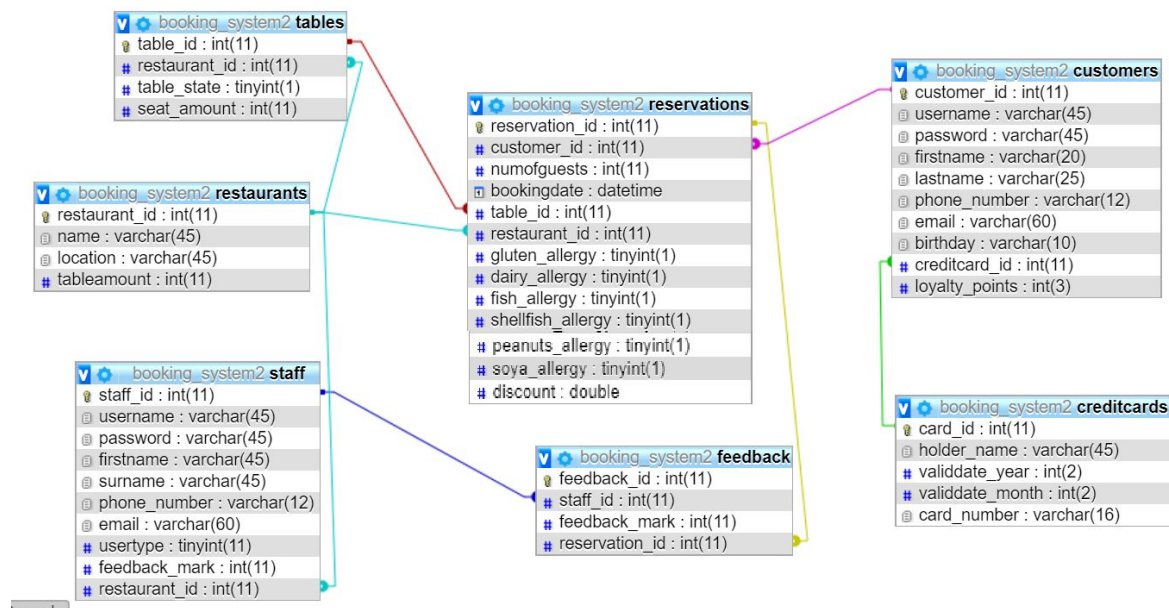 booking_system2 tables
table_id : int(11)
restaurant_id : int(11)
table_state : tinyint(1)
seat_amount : int(11)
booking_system2 restaurants
restaurant_id : int(11)
name : varchar(45)
location : varchar(45)
tableamount : int(11)
booking_system2 staff
staff_id : int(11)
username : varchar(45)
password : varchar(45)
firstname : varchar(45)
surname : varchar(45)
phone_number : varchar(12)
email : varchar(60)
usertype : tinyint(11)
feedback_mark : int(11)
restaurant_id : int(11)
booking_system2 reservations
reservation_id : int(11)
customer_id : int(11)
numofguests : int(11)
bookingdate : datetime
table_id : int(11)
restaurant_id : int(11)
gluten_allergy : tinyint(1)
dairy_allergy : tinyint(1)
fish_allergy : tinyint(1)
shellfish_allergy : tinyint(1)
peanuts_allergy : tinyint(1)
soya_allergy : tinyint(1)
discount : double
booking_system2 feedback
feedback_id : int(11)
staff_id : int(11)
feedback_mark : int(11)
reservation_id : int(11)
booking_system2 customers
customer_id : int(11)
username : varchar(45)
password : varchar(45)
firstname : varchar(20)
lastname : varchar(25)
phone_number : varchar(12)
email : varchar(60)
birthday : varchar(10)
creditcard_id : int(11)
loyalty_points : int(3)
booking_system2 creditcards
card_id : int(11)
holder_name : varchar(45)
validdate_year : int(2)
validdate_month : int(2)
card_number : varchar(16)